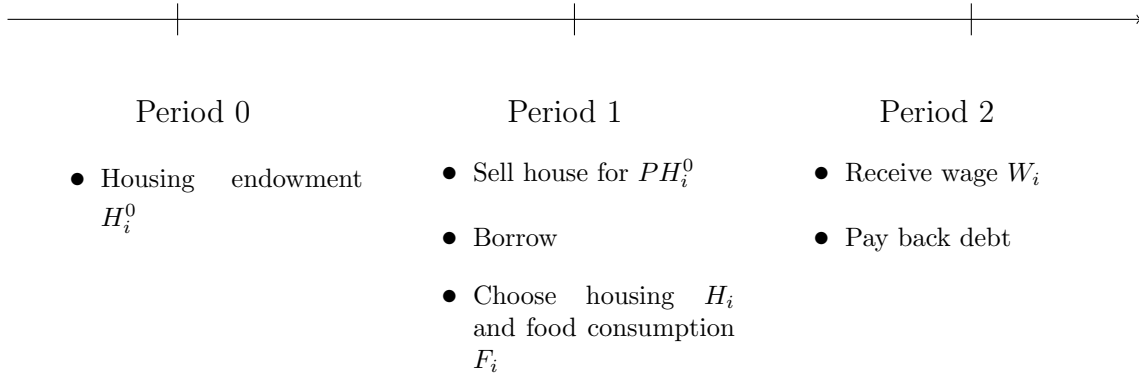 Period 0
• Housing endowment
$H_i^0$
Period 1
• Sell house for $PH_i^0$
• Borrow
• Choose housing $H_i$
and food consumption
$F_i$
Period 2
• Receive wage $W_i$
• Pay back debt